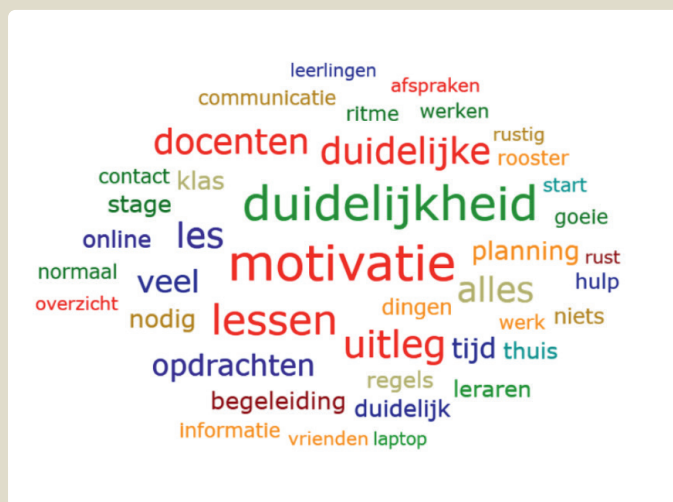 leerlingen
afspraken
communicatie
ritme werken
docenten duidelijke rustig
rooster
contact klas duidelijkheid start
stage goeie
online les motivatie planning rust
normaal veel alles hulp
overzicht nodig lessen dingen werk niets
uitleg tijd thuis
opdrachten regels leraren
begeleiding duidelijk
informatie vrienden laptop